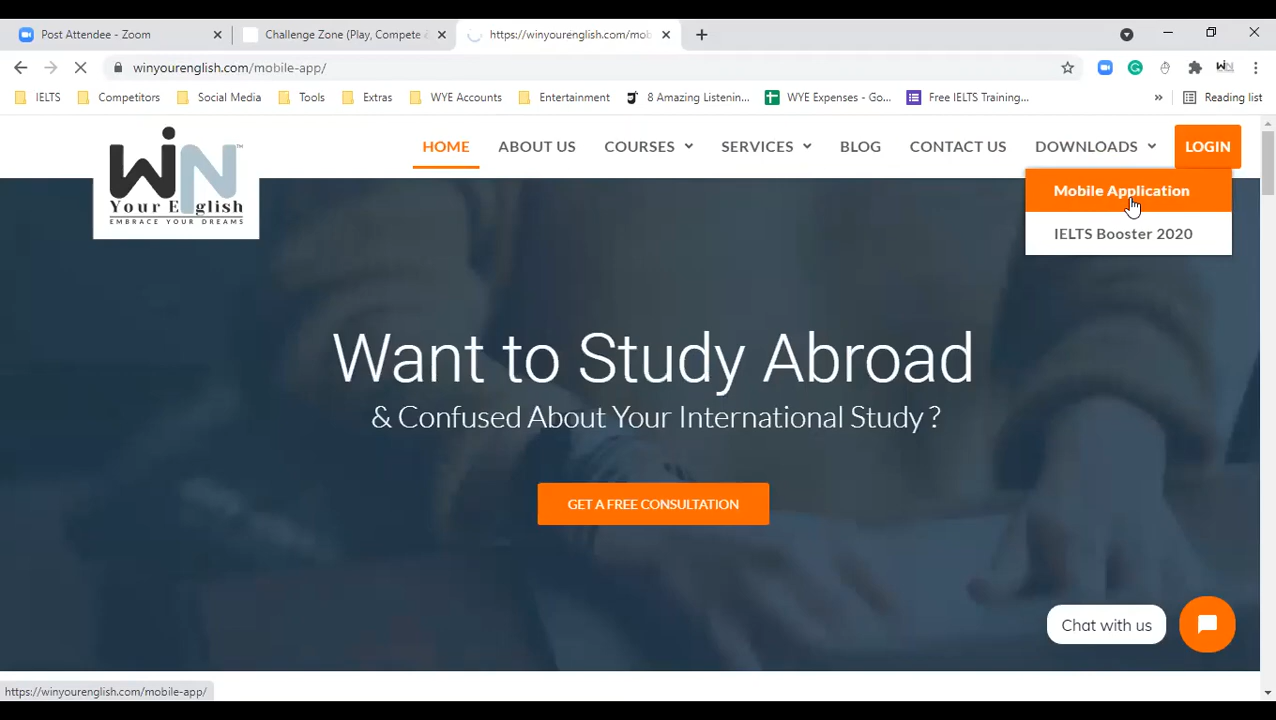 Post Attendee - Zoom
Challenge Zone (Play, Compete &
https://winyourenglish.com/mob
winyourenglish.com/mobile-app/
IELTS
Competitors
Social Media
Tools
Extras
WYE Accounts
Entertainment
8 Amazing Listenin...
WYE Expenses - Go...
Free IELTS Training...
»
Reading list
WiN
TM
Your English
EMBRACE YOUR DREAMS
HOME
ABOUT US
COURSES
SERVICES
BLOG
CONTACT US
DOWNLOADS
LOGIN
Mobile Application
IELTS Booster 2020
Want to Study Abroad
& Confused About Your International Study ?
GET A FREE CONSULTATION
Chat with us
https://winyourenglish.com/mobile-app/